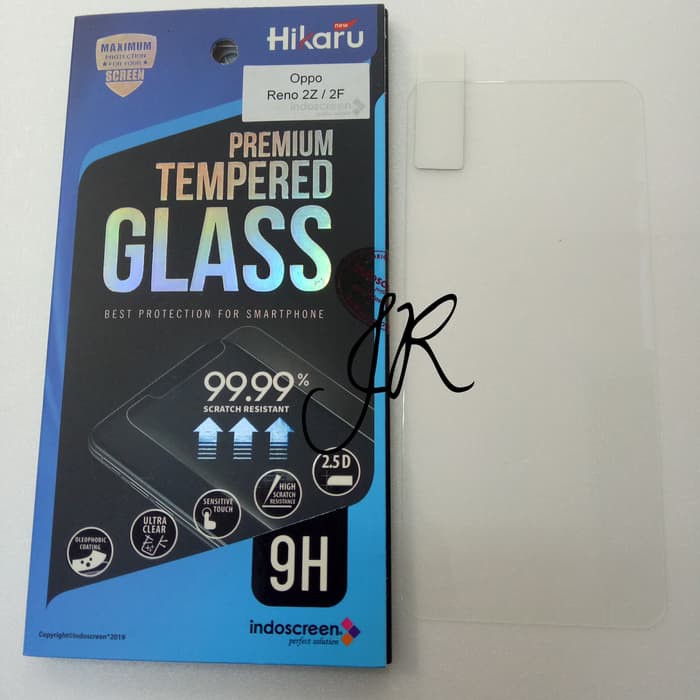 MAXIMUM
PROTECTION
FOR YOUR
SCREEN
new
Hikaru
Oppo
Reno 2Z / 2F
indoscreen
PREMIUM
TEMPERED
GLASS
BEST PROTECTION FOR SMARTPHONE
JR
99.99%
SCRATCH RESISTANT
2.5 D
HIGH
SCRATCH
RESISTANCE
SENSITIVE
TOUCH
ULTRA
CLEAR
OLEOPHOBIC
COATING
9H
indoscreen
perfect solution
Copyright©Indoscreen®2019